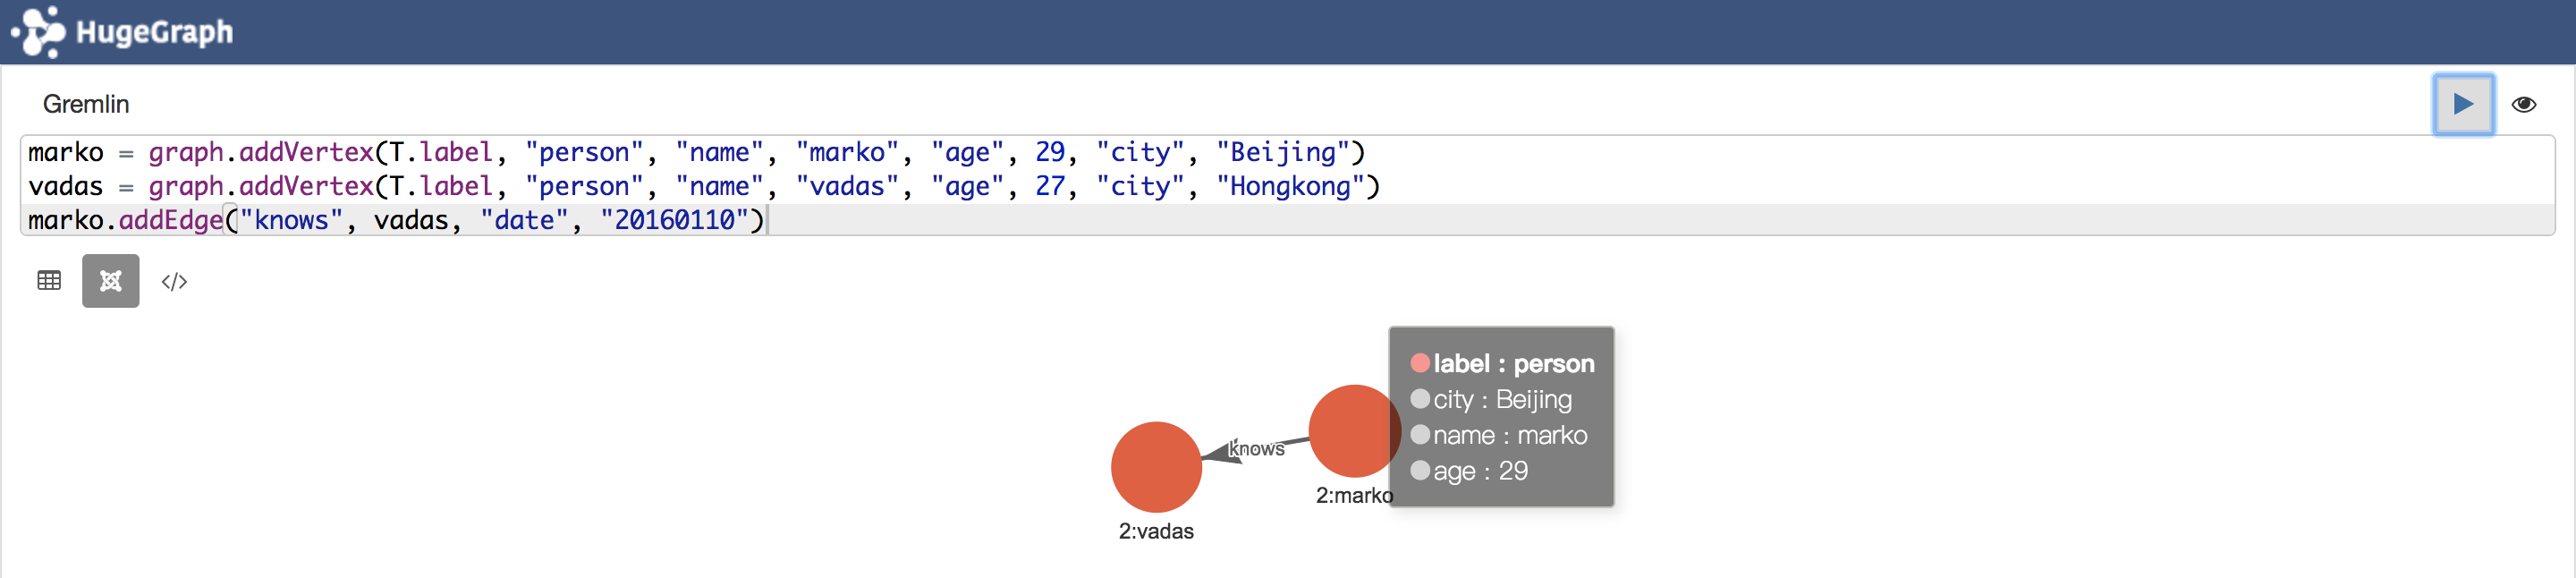 HugeGraph
Gremlin
marko = graph.addVertex(T.label, "person", "name", "marko", "age", 29, "city", "Beijing")
vadas = graph.addVertex(T.label, "person", "name", "vadas", "age", 27, "city", "Hongkong")
marko.addEdge("knows", vadas, "date", "20160110")
</>
label : person
city : Beijing
name : marko
age : 29
knows
2:marko
2:vadas